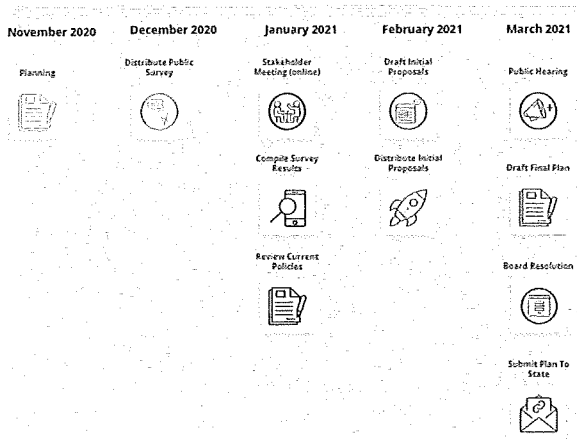 November 2020
Planning
December 2020
Distribute Public
Survey
January 2021
Stakeholder
Meeting (online)
Compile Survey
Results
Review Current
Policies
February 2021
Draft Initial
Proposals
Distribute Initial
Proposals
March 2021
Public Hearing
Draft Final Plan
Board Resolution
Submit Plan To
State